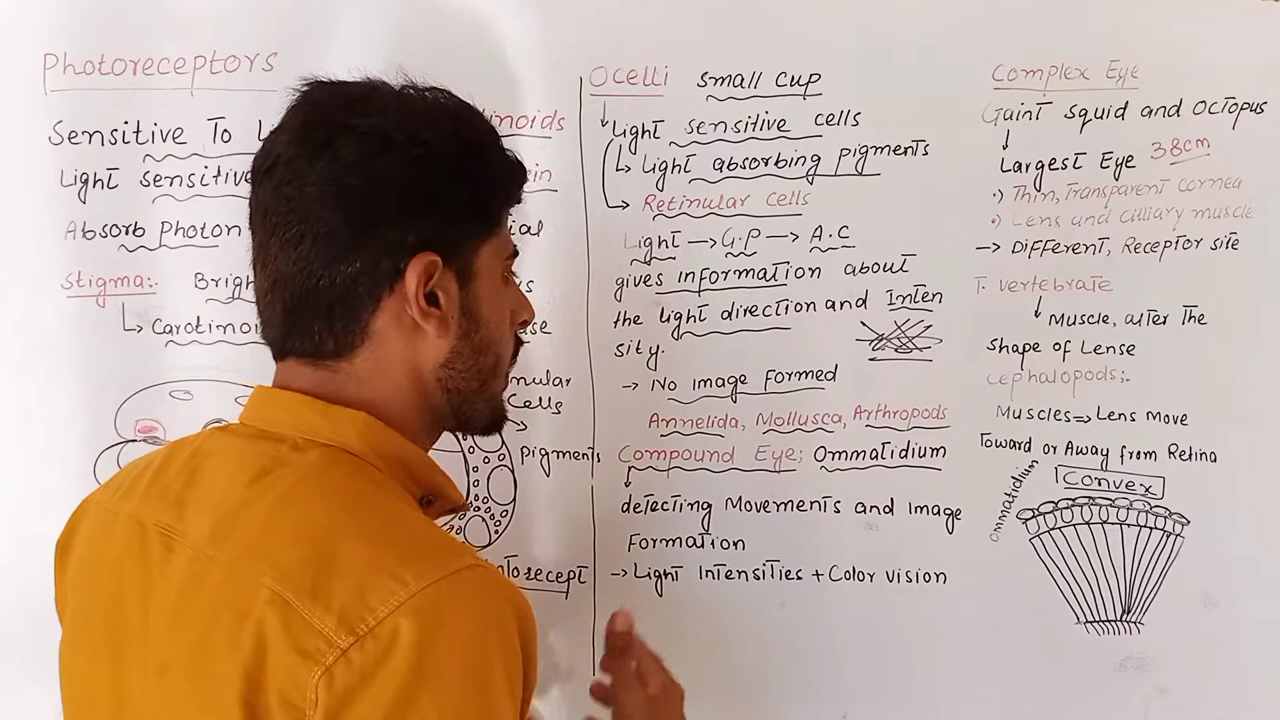 Photoreceptors
Sensitive To
Light sensitive
Absorb Photon
Stigma:. Brigh
Carotinoi
noids
ein
ial
nular
Cells
pigments
torecept
Ocelli small cup
Light sensitive cells
Light absorbing pigments
Retinular cells
Light → G.P → A.C
gives information about
the light direction and Inten
sity.
→ No image formed
Annelida, Mollusca, Arthropods
Compound Eye; Ommatidium
detecting Movements and image
Formation
→ Light Intensities + Color vision
Complex Eye
Gaint squid and octopus
Largest Eye 38cm
·) Thin, Transparent cornea
·) Lens and cilliary muscle
→ Different, Receptor site
T. vertebrate
Muscle, alter The
shape of Lense
cephalopods;-
Muscles ⇒ Lens move
Toward or Away from Retina
Convex
ommatidium